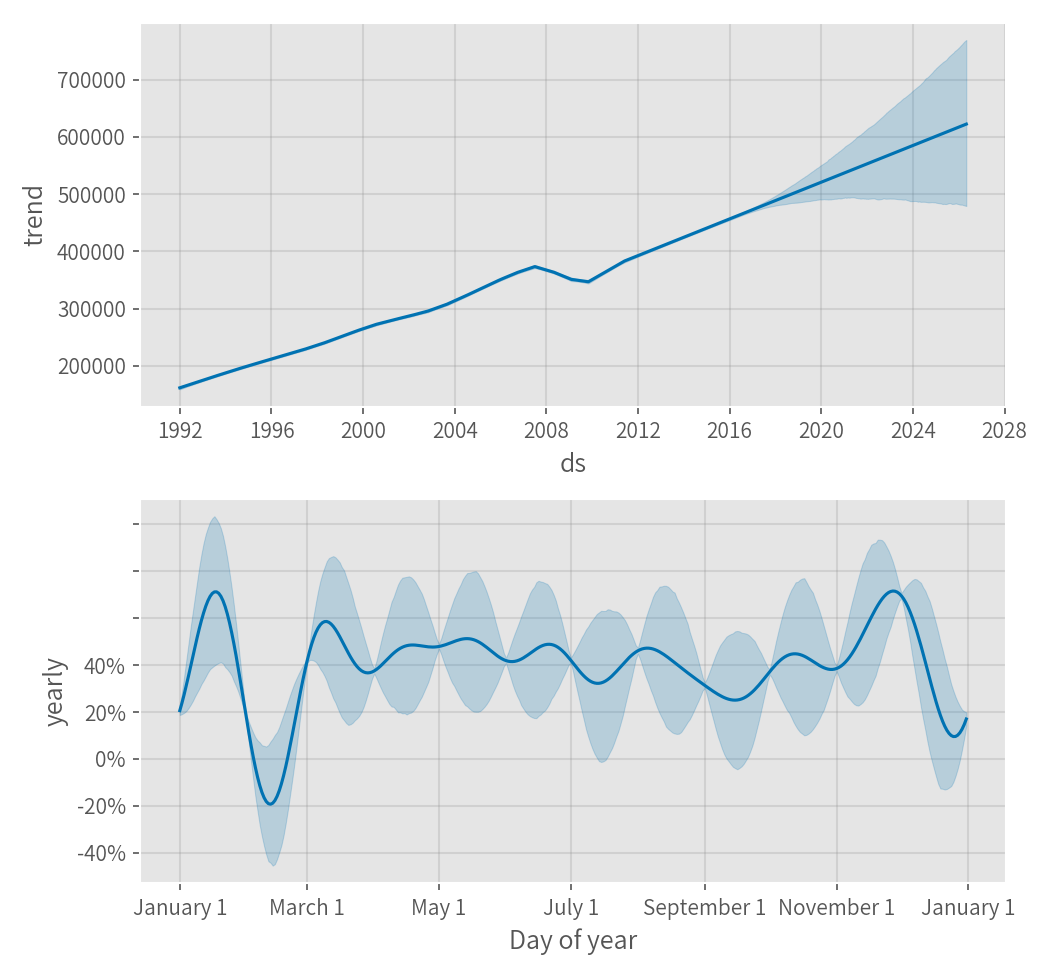 trend
700000
600000
500000
400000
300000
200000
1992 1996 2000 2004 2008 2012 2016 2020 2024 2028
ds
yearly
40%
20%
0%
-20%
-40%
January 1 March 1 May 1 July 1 September 1 November 1 January 1
Day of year